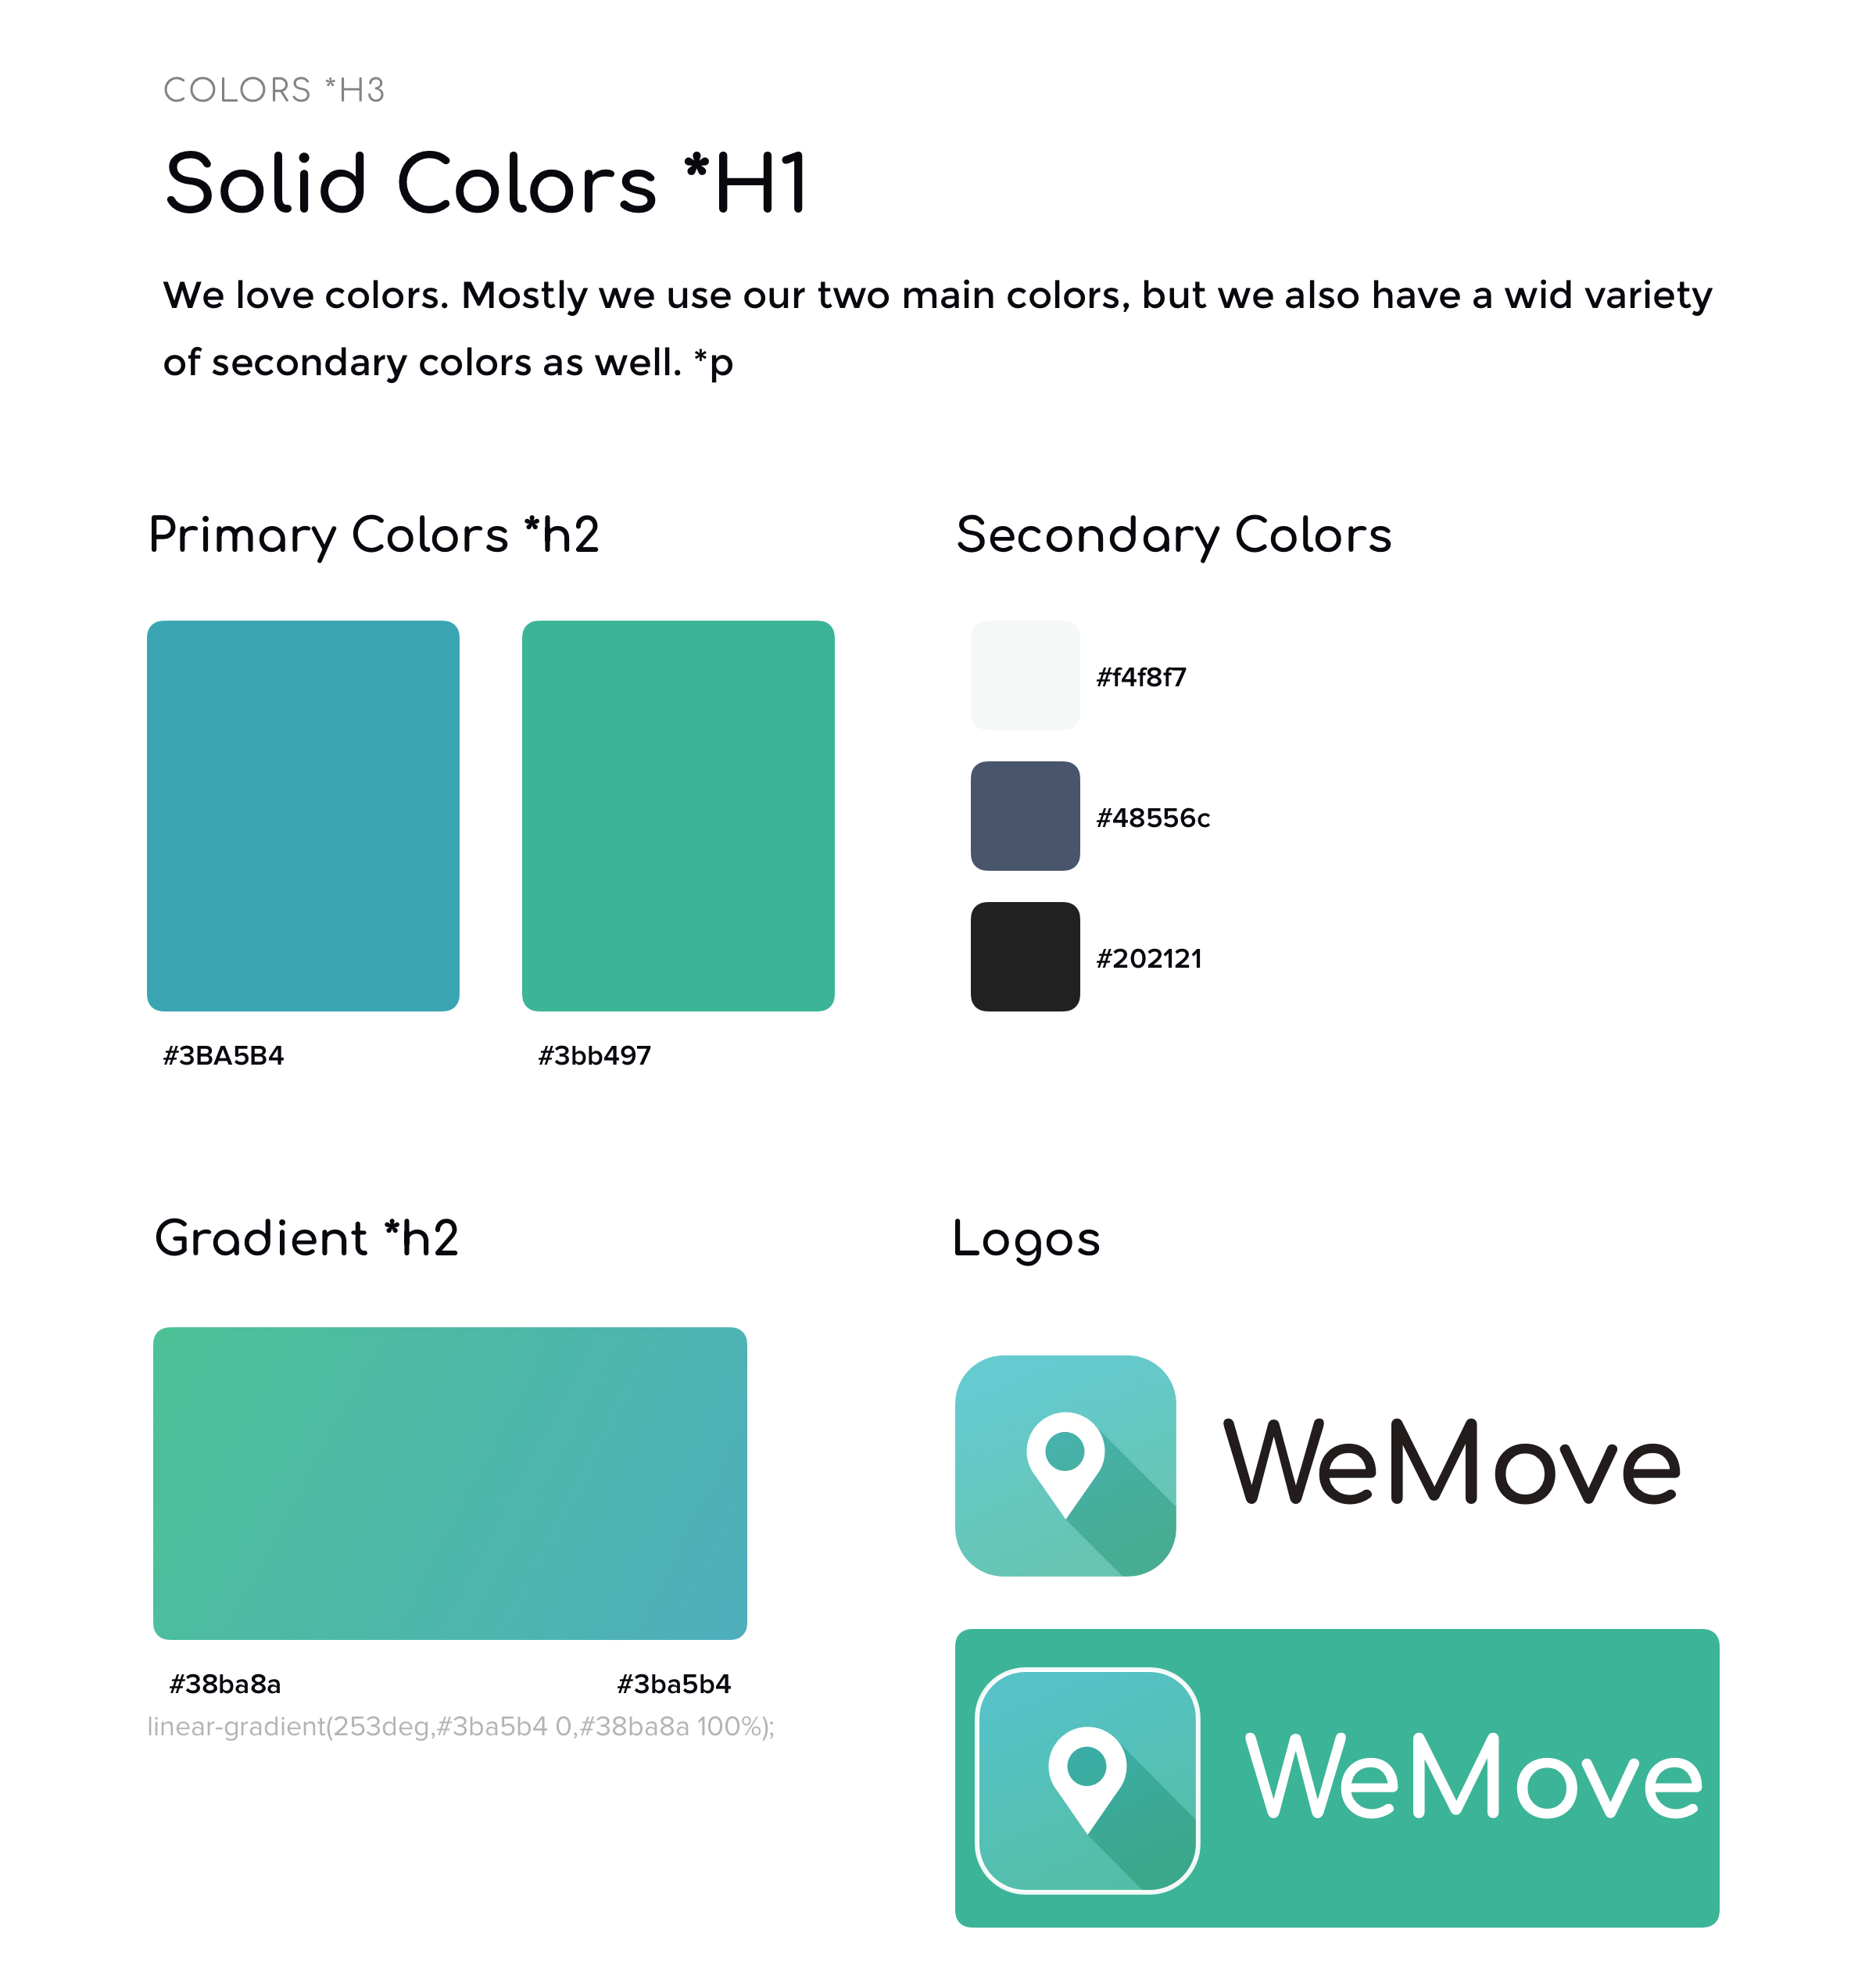 COLORS *H3
Solid Colors *H1
We love colors. Mostly we use our two main colors, but we also have a wid variety
of secondary colors as well. *p
Primary Colors *h2
#3BA5B4
#3bb497
Secondary Colors
#f4f8f7
#48556c
#202121
Gradient *h2
#38ba8a
#3ba5b4
linear-gradient(253deg,#3ba5b4 0,#38ba8a 100%);
Logos
WeMove
WeMove